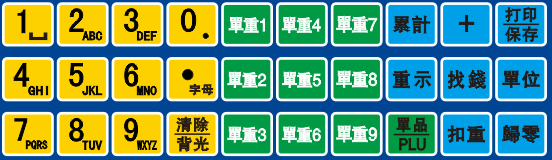 1␣ 2ABC 3DEF 0. 單重1 單重4 單重7 累計 + 打印/保存
4GHI 5JKL 6MNO •字母 單重2 單重5 單重8 重示 找錢 單位
7PQRS 8TUV 9WXYZ 清除/背光 單重3 單重6 單重9 單品/PLU 扣重 歸零